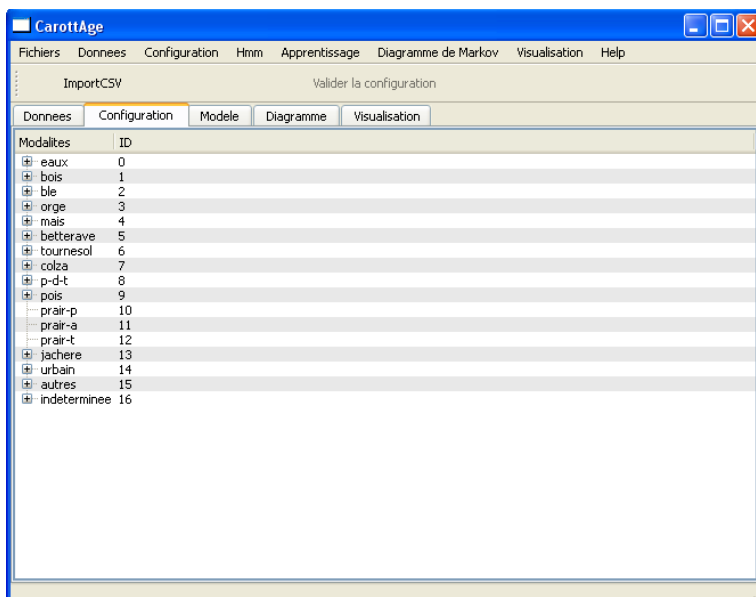 CarottAge
Fichiers Donnees Configuration Hmm Apprentissage Diagramme de Markov Visualisation Help
ImportCSV Valider la configuration
Donnees Configuration Modele Diagramme Visualisation
Modalites ID
eaux 0
bois 1
ble 2
orge 3
mais 4
betterave 5
tournesol 6
colza 7
p-d-t 8
pois 9
prair-p 10
prair-a 11
prair-t 12
jachere 13
urbain 14
autres 15
indeterminee 16